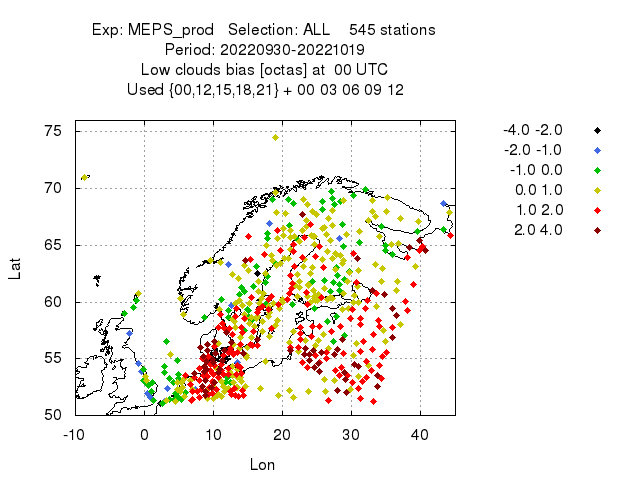 Exp: MEPS_prod   Selection: ALL    545 stations
Period: 20220930-20221019
Low clouds bias [octas] at  00 UTC
Used {00,12,15,18,21} + 00 03 06 09 12
75
70
65
60
55
50
Lat
-10 0 10 20 30 40
Lon
-4.0 -2.0
-2.0 -1.0
-1.0 0.0
0.0 1.0
1.0 2.0
2.0 4.0